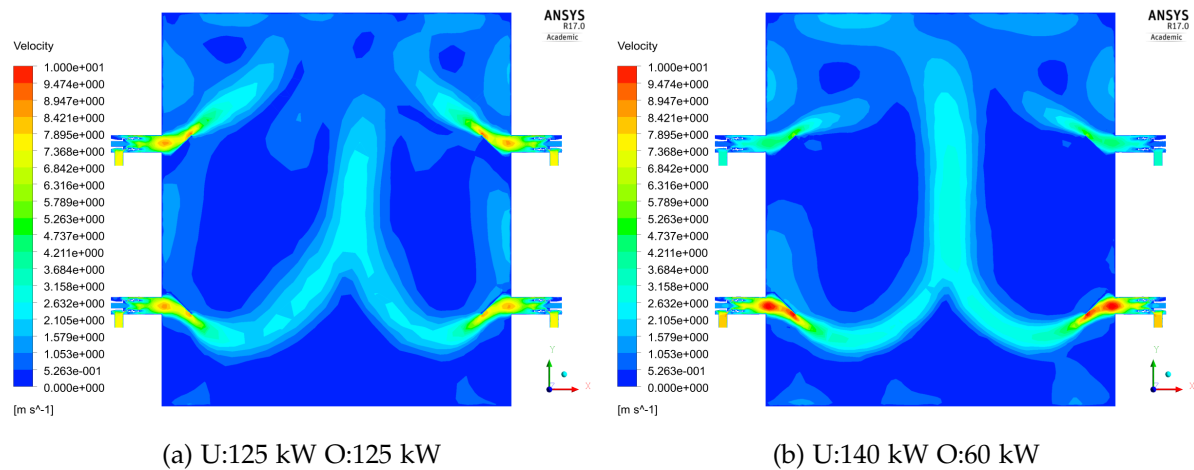 ANSYS
R17.0
Academic
Velocity
1.000e+001
9.474e+000
8.947e+000
8.421e+000
7.895e+000
7.368e+000
6.842e+000
6.316e+000
5.789e+000
5.263e+000
4.737e+000
4.211e+000
3.684e+000
3.158e+000
2.632e+000
2.105e+000
1.579e+000
1.053e+000
5.263e-001
0.000e+000
[m s^-1]
Y
X
(a) U:125 kW O:125 kW
ANSYS
R17.0
Academic
Velocity
1.000e+001
9.474e+000
8.947e+000
8.421e+000
7.895e+000
7.368e+000
6.842e+000
6.316e+000
5.789e+000
5.263e+000
4.737e+000
4.211e+000
3.684e+000
3.158e+000
2.632e+000
2.105e+000
1.579e+000
1.053e+000
5.263e-001
0.000e+000
[m s^-1]
Y
X
(b) U:140 kW O:60 kW